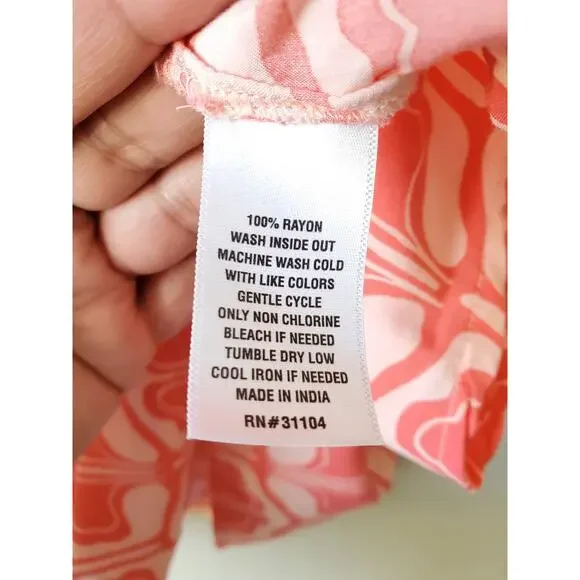 100% RAYON
WASH INSIDE OUT
MACHINE WASH COLD
WITH LIKE COLORS
GENTLE CYCLE
ONLY NON CHLORINE
BLEACH IF NEEDED
TUMBLE DRY LOW
COOL IRON IF NEEDED
MADE IN INDIA
RN#31104